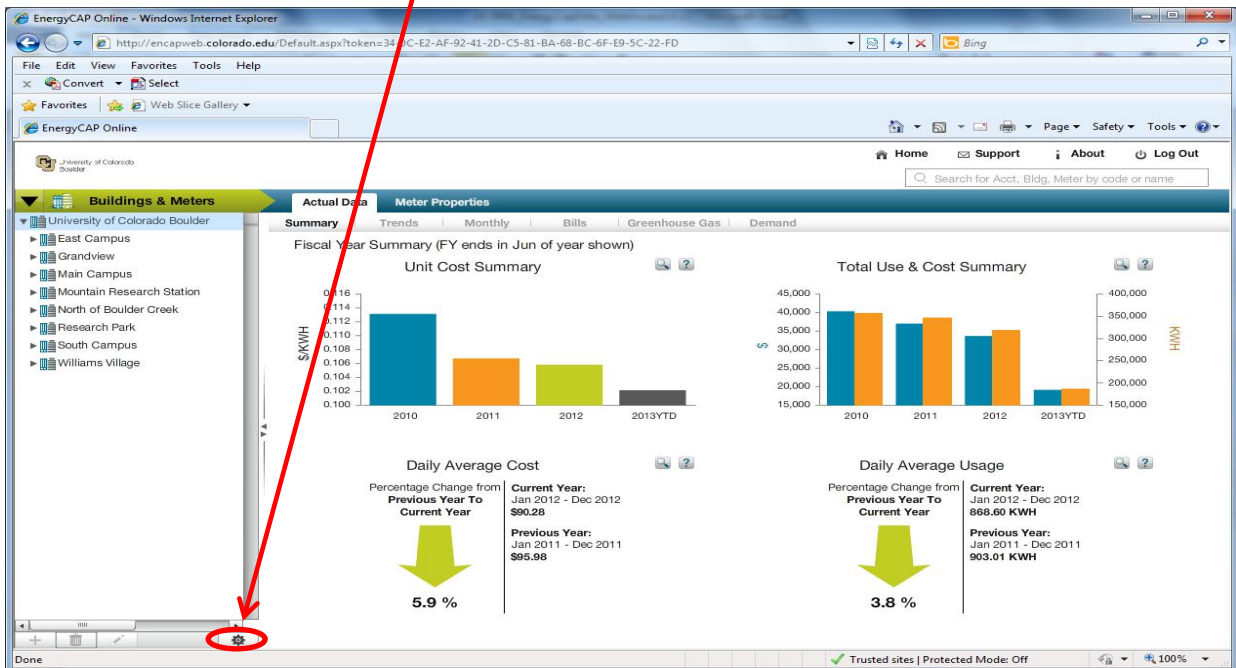 EnergyCAP Online - Windows Internet Explorer
http://encapweb.colorado.edu/Default.aspx?token=34-DC-E2-AF-92-41-2D-C5-81-BA-68-BC-6F-E9-5C-22-FD
Bing
File Edit View Favorites Tools Help
x Convert Select
Favorites Web Slice Gallery
EnergyCAP Online
Page Safety Tools
University of Colorado
Boulder
Home Support About Log Out
Search for Acct, Bldg, Meter by code or name
Buildings & Meters
Actual Data Meter Properties
University of Colorado Boulder
East Campus
Grandview
Main Campus
Mountain Research Station
North of Boulder Creek
Research Park
South Campus
Williams Village
Summary Trends Monthly Bills Greenhouse Gas Demand
Fiscal Year Summary (FY ends in Jun of year shown)
Unit Cost Summary
$/KWH
0.116
0.114
0.112
0.110
0.108
0.106
0.104
0.102
0.100
2010 2011 2012 2013YTD
Total Use & Cost Summary
$
45,000
40,000
35,000
30,000
25,000
20,000
15,000
400,000
350,000
300,000
250,000
200,000
150,000
KWH
2010 2011 2012 2013YTD
Daily Average Cost
Percentage Change from
Previous Year To
Current Year
5.9 %
Current Year:
Jan 2012 - Dec 2012
$90.28
Previous Year:
Jan 2011 - Dec 2011
$95.98
Daily Average Usage
Percentage Change from
Previous Year To
Current Year
3.8 %
Current Year:
Jan 2012 - Dec 2012
868.60 KWH
Previous Year:
Jan 2011 - Dec 2011
903.01 KWH
Done
Trusted sites | Protected Mode: Off
100%